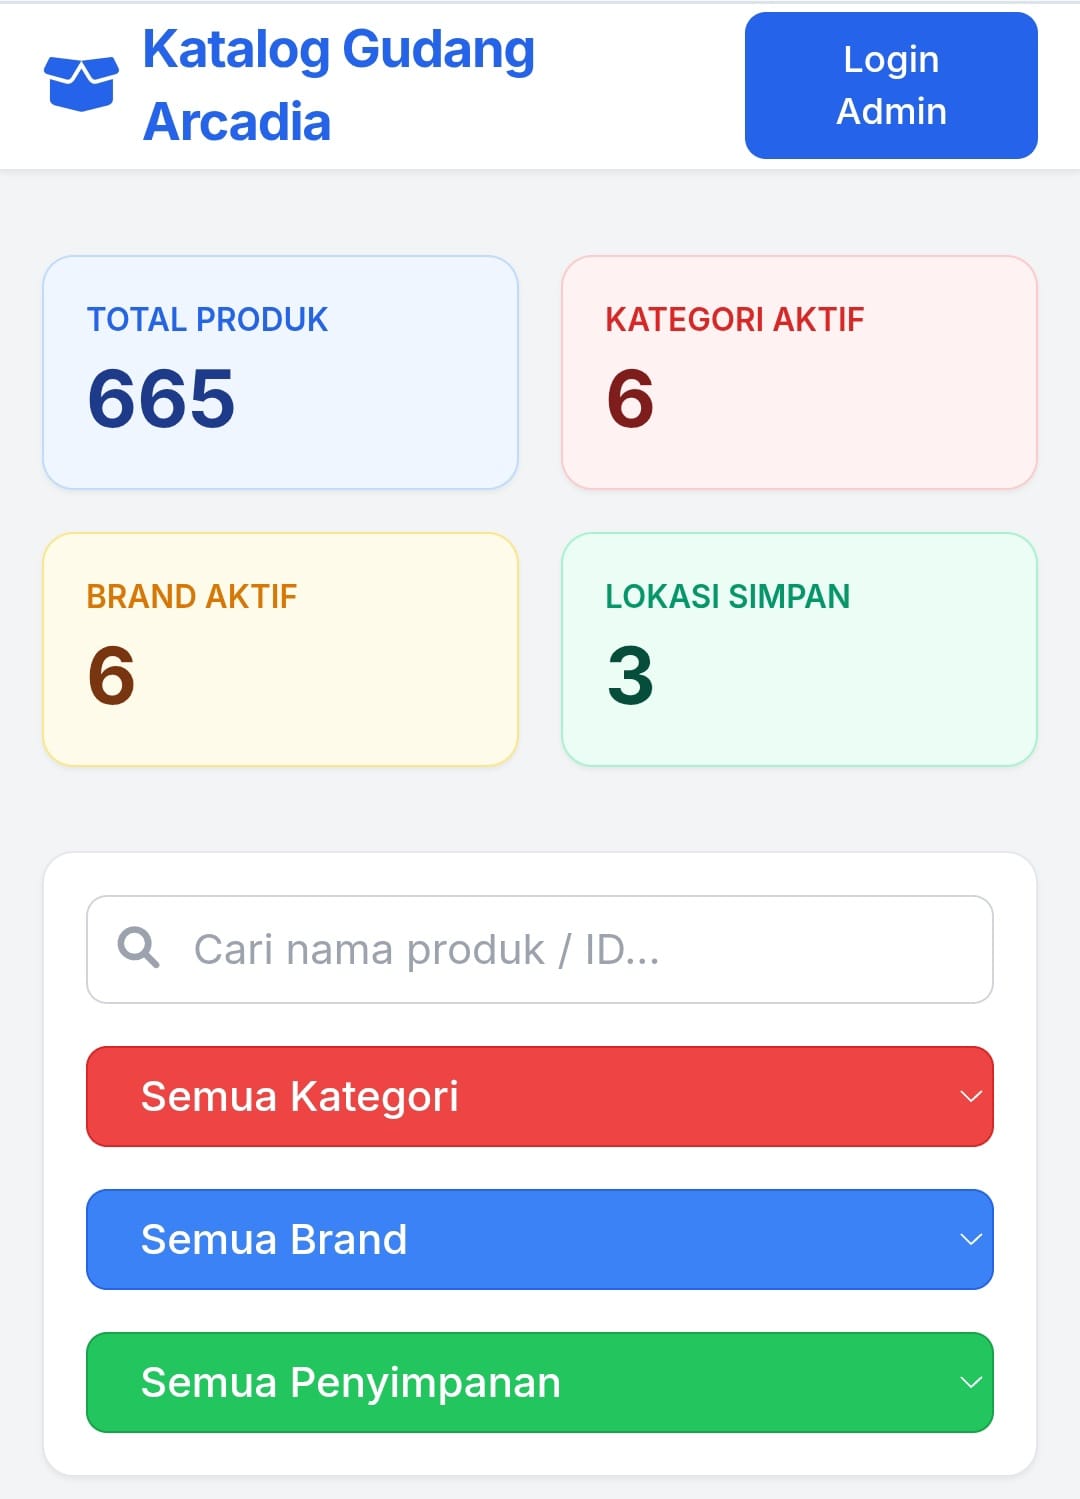 Katalog Gudang
Arcadia
Login
Admin
TOTAL PRODUK
665
KATEGORI AKTIF
6
BRAND AKTIF
6
LOKASI SIMPAN
3
Cari nama produk / ID...
Semua Kategori
Semua Brand
Semua Penyimpanan